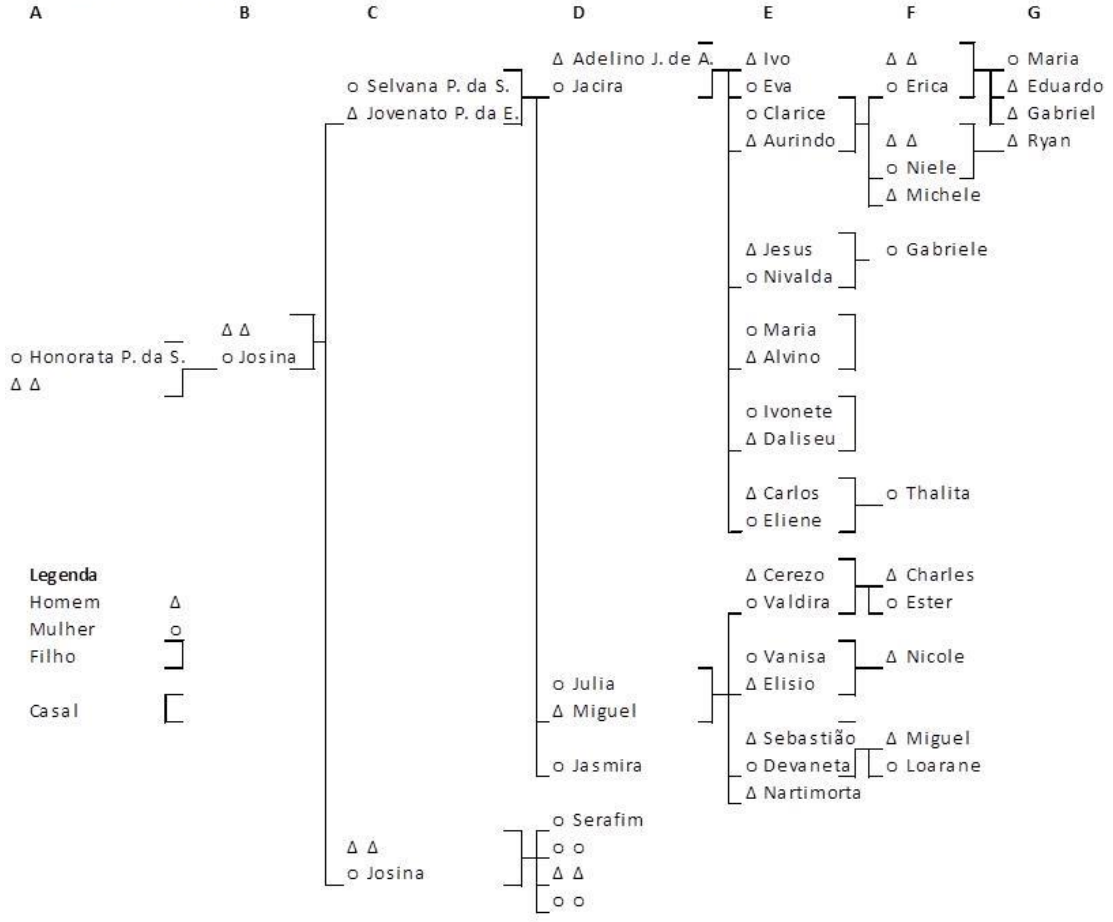 A B C D E F G
Δ Adelino J. de A. Δ Ivo Δ Δ ○ Maria
○ Selvana P. da S. ○ Jacira ○ Eva ○ Erica Δ Eduardo
Δ Jovenato P. da E. ○ Clarice Δ Gabriel
Δ Aurindo Δ Δ Δ Ryan
○ Niele
Δ Michele
Δ Jesus ○ Gabriele
○ Nivalda
Δ Δ ○ Maria
○ Honorata P. da S. ○ Josina Δ Alvino
Δ Δ
○ Ivonete
Δ Daliseu
Δ Carlos ○ Thalita
○ Eliene
Legenda Δ Cerezo Δ Charles
Homem Δ ○ Valdira ○ Ester
Mulher ○
Filho ○ Vanisa Δ Nicole
○ Julia Δ Elisio
Casal Δ Miguel
Δ Sebastião Δ Miguel
○ Jasmira ○ Devaneta ○ Loarane
Δ Nartimorta
○ Serafim
Δ Δ ○ ○
○ Josina Δ Δ
○ ○